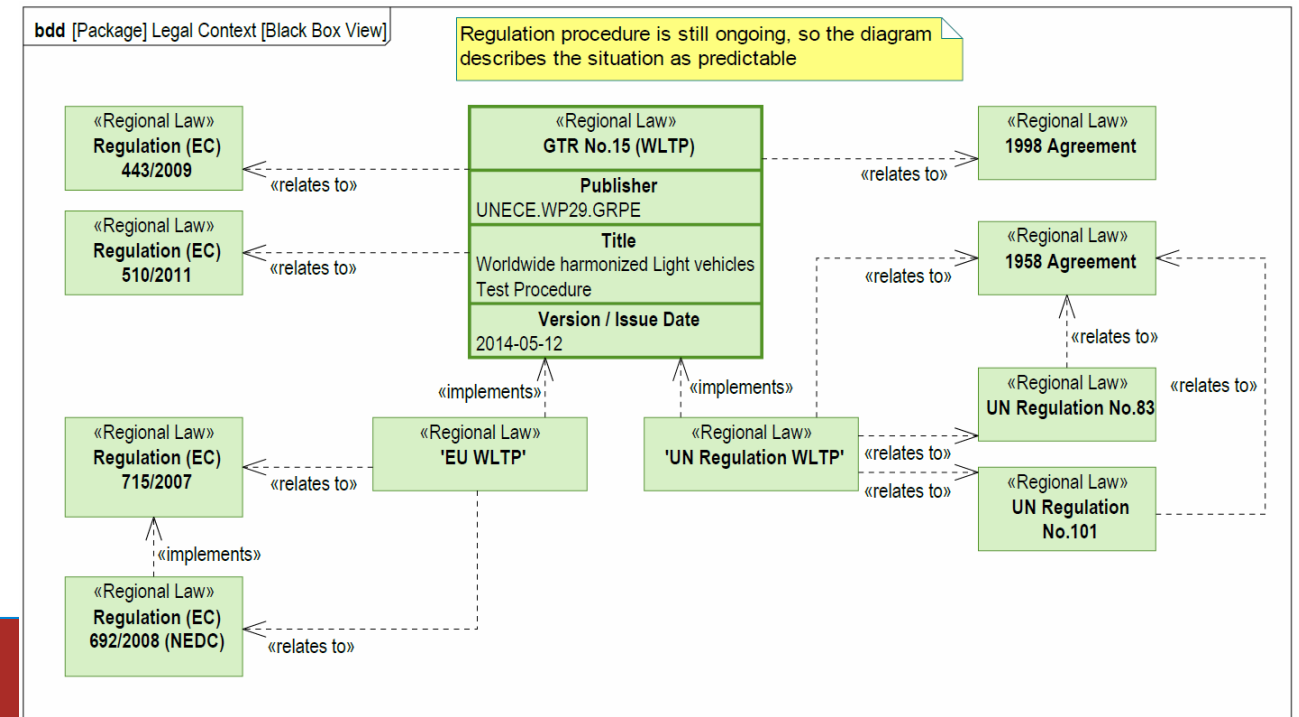 bdd [Package] Legal Context [Black Box View]
Regulation procedure is still ongoing, so the diagram
describes the situation as predictable
«Regional Law»
Regulation (EC)
443/2009
«relates to»
«Regional Law»
GTR No.15 (WLTP)
Publisher
UNECE.WP29.GRPE
Title
Worldwide harmonized Light vehicles
Test Procedure
Version / Issue Date
2014-05-12
«relates to»
«Regional Law»
1998 Agreement
«Regional Law»
Regulation (EC)
510/2011
«relates to»
«Regional Law»
1958 Agreement
«relates to»
«relates to»
«relates to»
«implements»
«implements»
«Regional Law»
Regulation (EC)
715/2007
«relates to»
«Regional Law»
'EU WLTP'
«Regional Law»
'UN Regulation WLTP'
«relates to»
«relates to»
«Regional Law»
UN Regulation No.83
«Regional Law»
UN Regulation
No.101
«implements»
«Regional Law»
Regulation (EC)
692/2008 (NEDC)
«relates to»